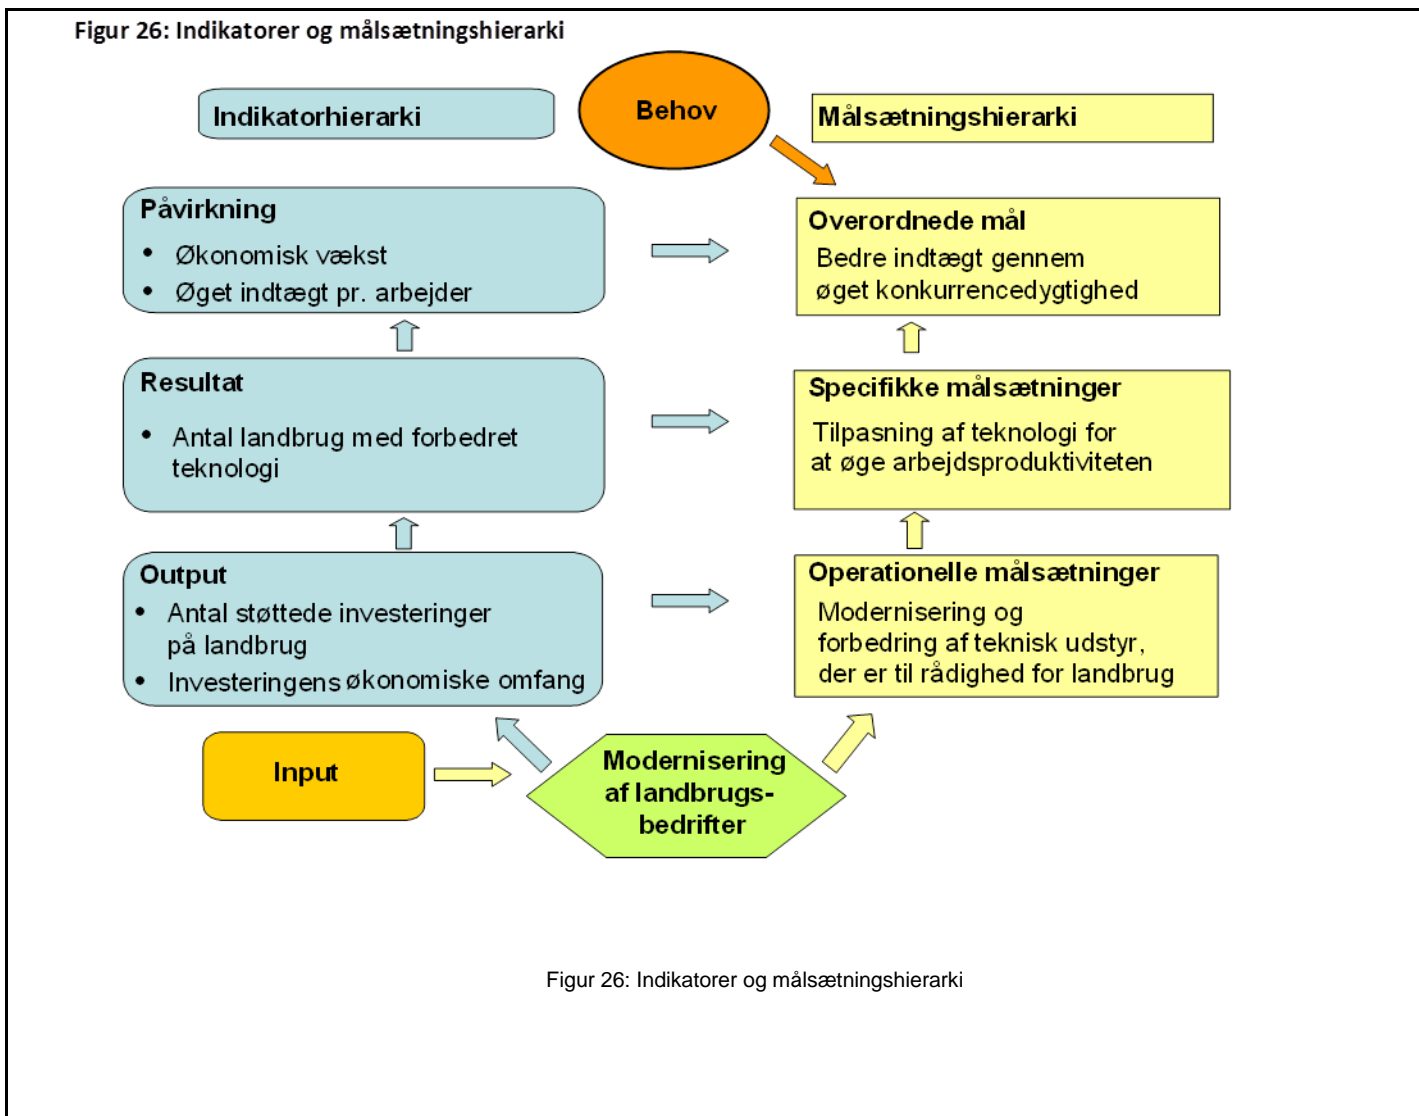 Figur 26: Indikatorer og målsætningshierarki
Behov
Indikatorhierarki
Målsætningshierarki
Påvirkning
• Økonomisk vækst
• Øget indtægt pr. arbejder
Overordnede mål
Bedre indtægt gennem
øget konkurrencedygtighed
Resultat
• Antal landbrug med forbedret
teknologi
Specifikke målsætninger
Tilpasning af teknologi for
at øge arbejdsproduktiviteten
Output
• Antal støttede investeringer
på landbrug
• Investeringens økonomiske omfang
Operationelle målsætninger
Modernisering og
forbedring af teknisk udstyr,
der er til rådighed for landbrug
Input
Modernisering
af landbrugs-
bedrifter
Figur 26: Indikatorer og målsætningshierarki